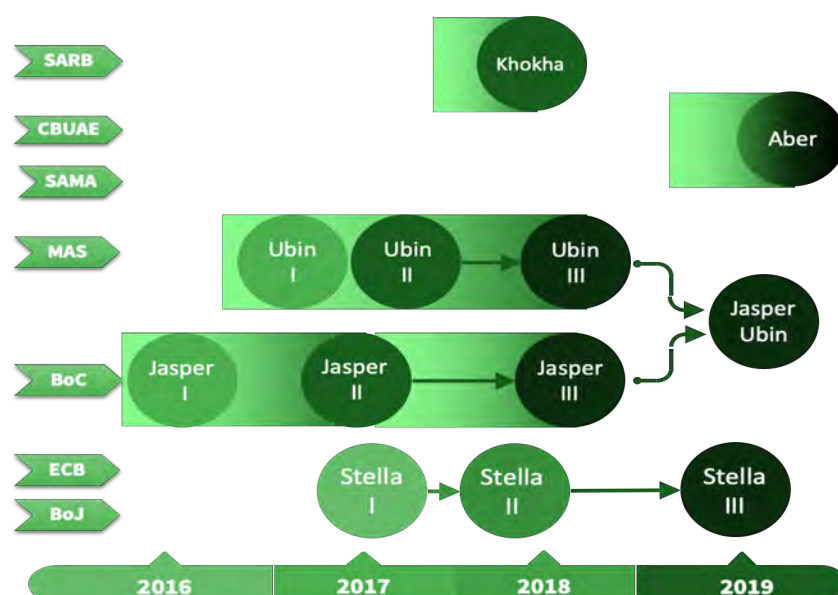 SARB
Khokha
CBUAE
Aber
SAMA
MAS
Ubin
I
Ubin
II
Ubin
III
Jasper
Ubin
BoC
Jasper
I
Jasper
II
Jasper
III
ECB
BoJ
Stella
I
Stella
II
Stella
III
2016
2017
2018
2019